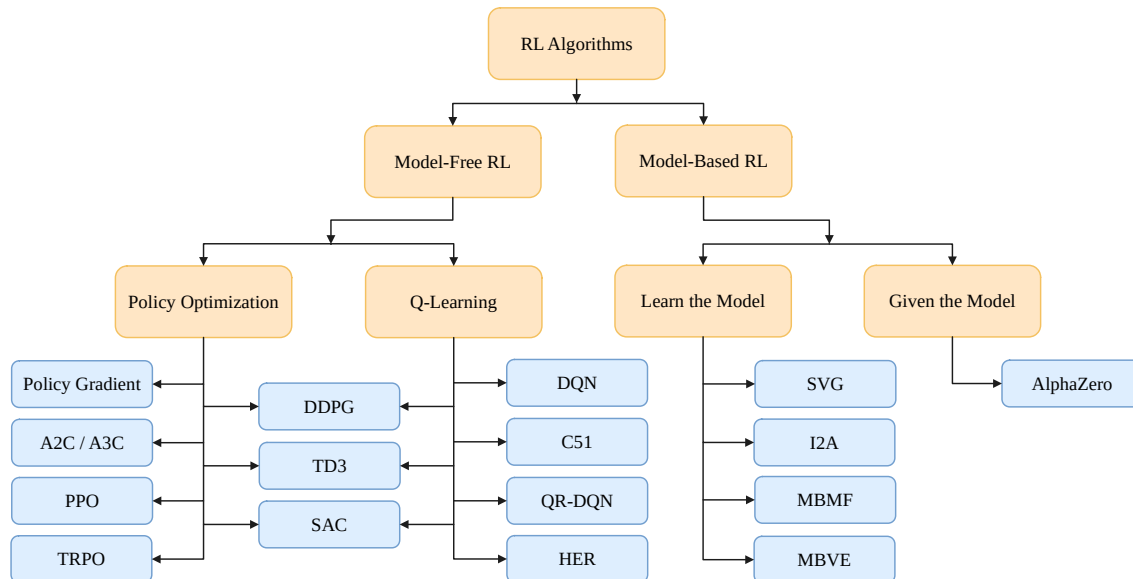 RL Algorithms
Model-Free RL
Model-Based RL
Policy Optimization
Q-Learning
Learn the Model
Given the Model
Policy Gradient
A2C / A3C
PPO
TRPO
DDPG
TD3
SAC
DQN
C51
QR-DQN
HER
SVG
I2A
MBMF
MBVE
AlphaZero